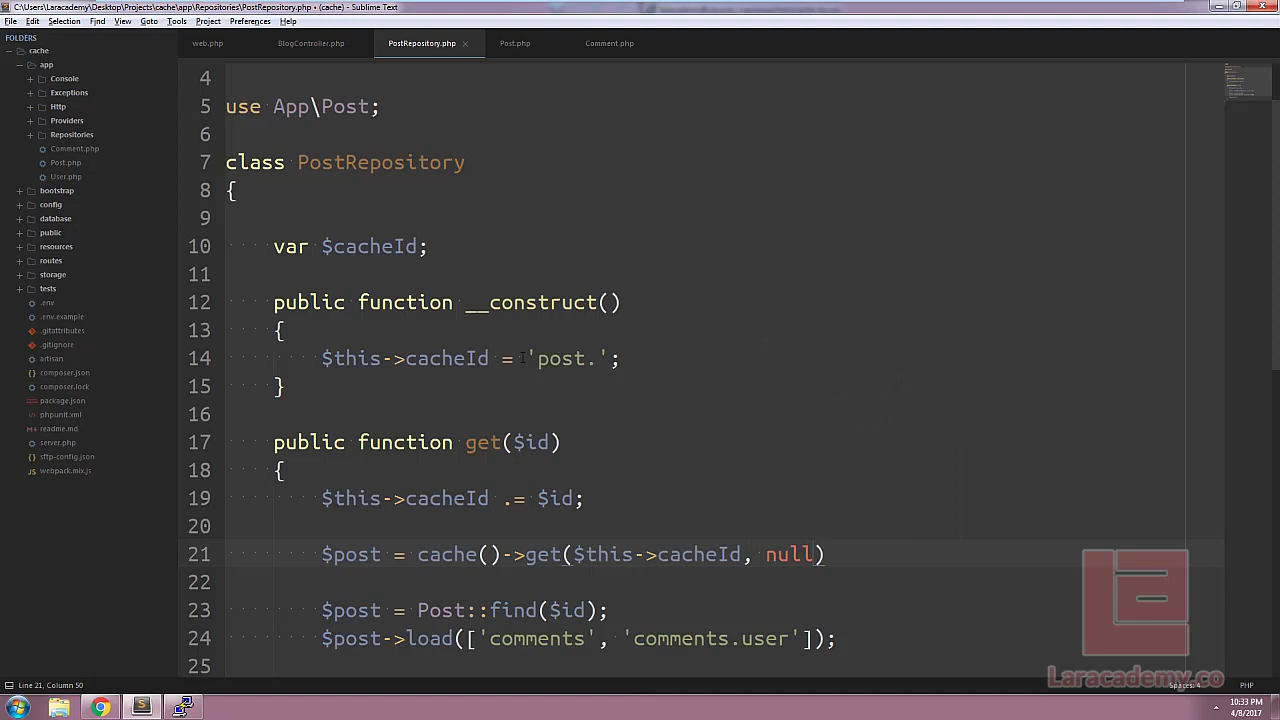 C:\Users\Laracademy\Desktop\Projects\cache\app\Repositories\PostRepository.php • (cache) - Sublime Text
File Edit Selection Find View Goto Tools Project Preferences Help
FOLDERS
cache
app
Console
Exceptions
Http
Providers
Repositories
Comment.php
Post.php
User.php
bootstrap
config
database
public
resources
routes
storage
tests
.env
.env.example
.gitattributes
.gitignore
artisan
composer.json
composer.lock
package.json
phpunit.xml
readme.md
server.php
sftp-config.json
webpack.mix.js
web.php BlogController.php PostRepository.php × Post.php Comment.php
4
5 use App\Post;
6
7 class PostRepository
8 {
9
10 var $cacheId;
11
12 public function __construct()
13 {
14 $this->cacheId = 'post.';
15 }
16
17 public function get($id)
18 {
19 $this->cacheId .= $id;
20
21 $post = cache()->get($this->cacheId, null)
22
23 $post = Post::find($id);
24 $post->load(['comments', 'comments.user']);
25
Laracademy.co
Line 21, Column 50 Spaces: 4 PHP
10:33 PM
4/8/2017